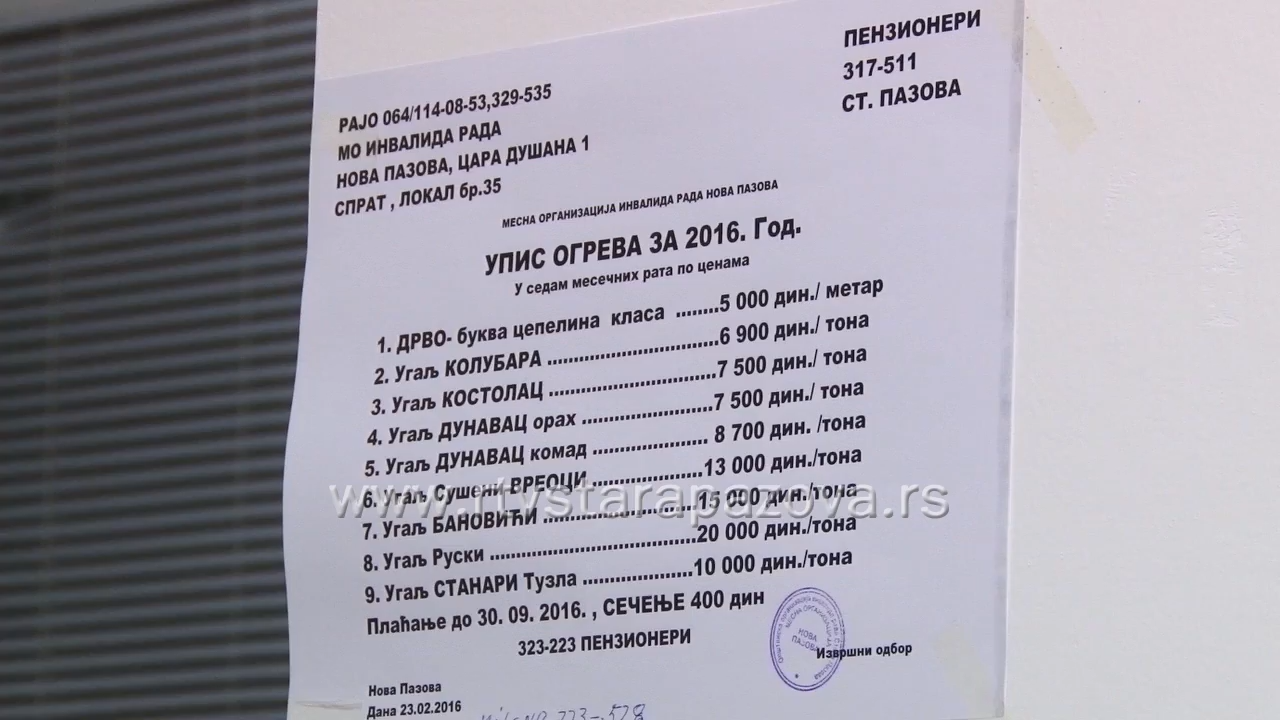 ПЕНЗИОНЕРИ
317-511
СТ. ПАЗОВА
РАЈО 064/114-08-53,329-535
МО ИНВАЛИДА РАДА
НОВА ПАЗОВА, ЦАРА ДУШАНА 1
СПРАТ , ЛОКАЛ бр.35
МЕСНА ОРГАНИЗАЦИЈА ИНВАЛИДА РАДА НОВА ПАЗОВА
УПИС ОГРЕВА ЗА 2016. Год.
У седам месечних рата по ценама
1. ДРВО- буква цепелина класа ........5 000 дин./ метар
2. Угаљ КОЛУБАРА ................................6 900 дин./ тона
3. Угаљ КОСТОЛАЦ ...............................7 500 дин./ тона
4. Угаљ ДУНАВАЦ орах ........................7 500 дин./ тона
5. Угаљ ДУНАВАЦ комад ..................... 8 700 дин. /тона
6. Угаљ Сушени ВРЕОЦИ ....................13 000 дин./тона
7. Угаљ БАНОВИЋИ ............................15 000 дин./тона
8. Угаљ Руски ......................................20 000 дин./тона
9. Угаљ СТАНАРИ Тузла ....................10 000 дин./тона
Плаћање до 30. 09. 2016. , СЕЧЕЊЕ 400 дин
323-223 ПЕНЗИОНЕРИ
НОВА
ПАЗОВА
Извршни одбор
Нова Пазова
Дана 23.02.2016
www.rtvstarapazova.rs